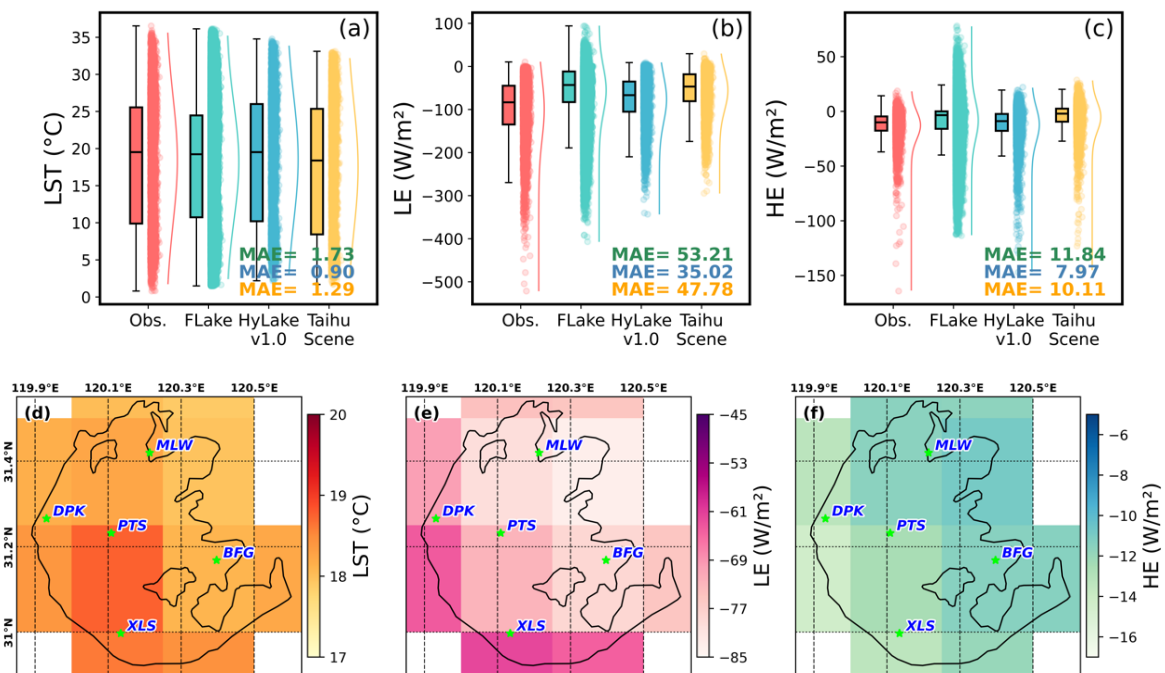 (a)
LST (°C)
35
30
25
20
15
10
5
0
MAE= 1.73
MAE= 0.90
MAE= 1.29
Obs.
FLake
HyLake
v1.0
Taihu
Scene
(b)
LE (W/m²)
100
0
−100
−200
−300
−400
−500
MAE= 53.21
MAE= 35.02
MAE= 47.78
Obs.
FLake
HyLake
v1.0
Taihu
Scene
(c)
HE (W/m²)
50
0
−50
−100
−150
MAE= 11.84
MAE= 7.97
MAE= 10.11
Obs.
FLake
HyLake
v1.0
Taihu
Scene
119.9°E 120.1°E 120.3°E 120.5°E
(d)
31.4°N
31.2°N
31°N
MLW
DPK
PTS
BFG
XLS
20
19
18
17
LST (°C)
119.9°E 120.1°E 120.3°E 120.5°E
(e)
MLW
DPK
PTS
BFG
XLS
−45
−53
−61
−69
−77
−85
LE (W/m²)
119.9°E 120.1°E 120.3°E 120.5°E
(f)
MLW
DPK
PTS
BFG
XLS
−6
−8
−10
−12
−14
−16
HE (W/m²)